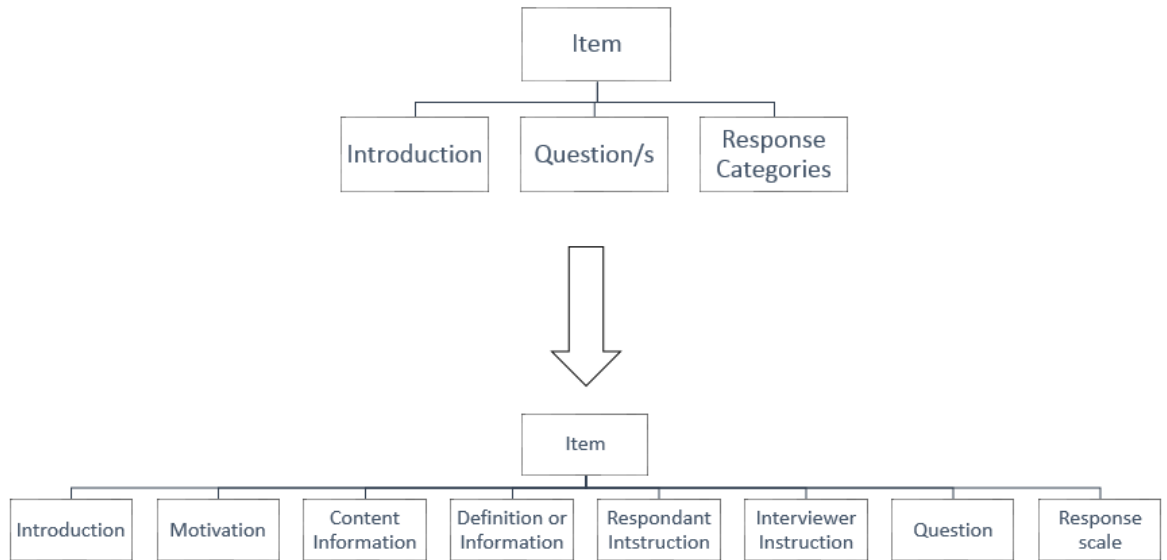 Item
Introduction
Question/s
Response
Categories
Item
Introduction
Motivation
Content
Information
Definition or
Information
Respondant
Intstruction
Interviewer
Instruction
Question
Response
scale